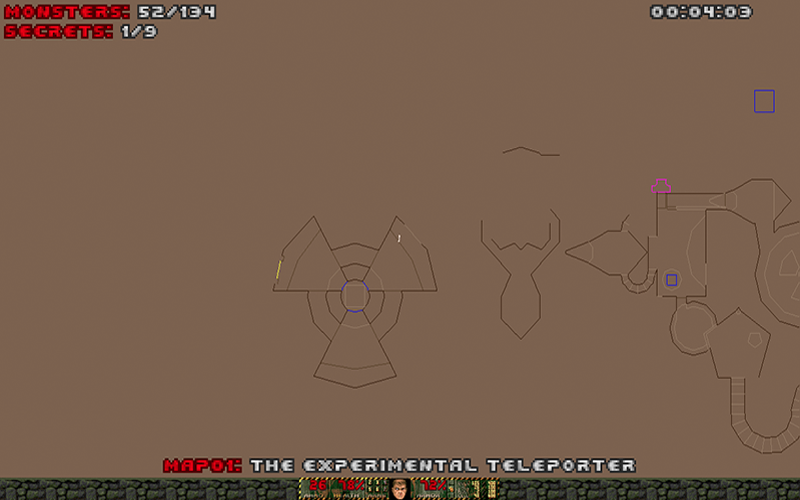 MONSTERS: 52/134
00:04:03
SECRETS: 1/9
MAP01: THE EXPERIMENTAL TELEPORTER